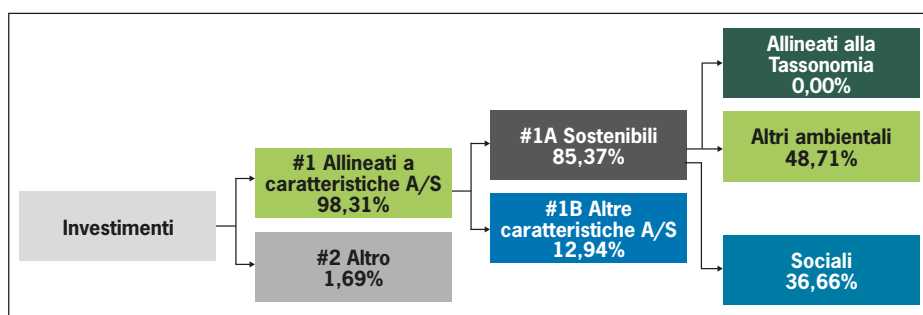 Investimenti
#1 Allineati a
caratteristiche A/S
98,31%
#2 Altro
1,69%
#1A Sostenibili
85,37%
#1B Altre
caratteristiche A/S
12,94%
Allineati alla
Tassonomia
0,00%
Altri ambientali
48,71%
Sociali
36,66%